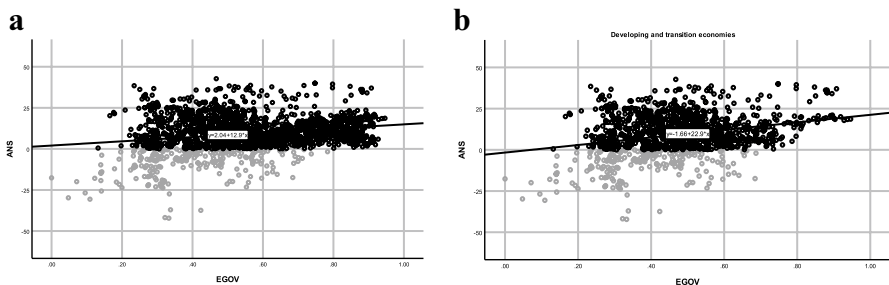 a
50
25
0
-25
-50
ANS
y=2.04+12.9*x
.00 .20 .40 .60 .80 1.00
EGOV
b
Developing and transition economies
50
25
0
-25
-50
ANS
y=-1.66+22.9*x
.00 .20 .40 .60 .80 1.00
EGOV